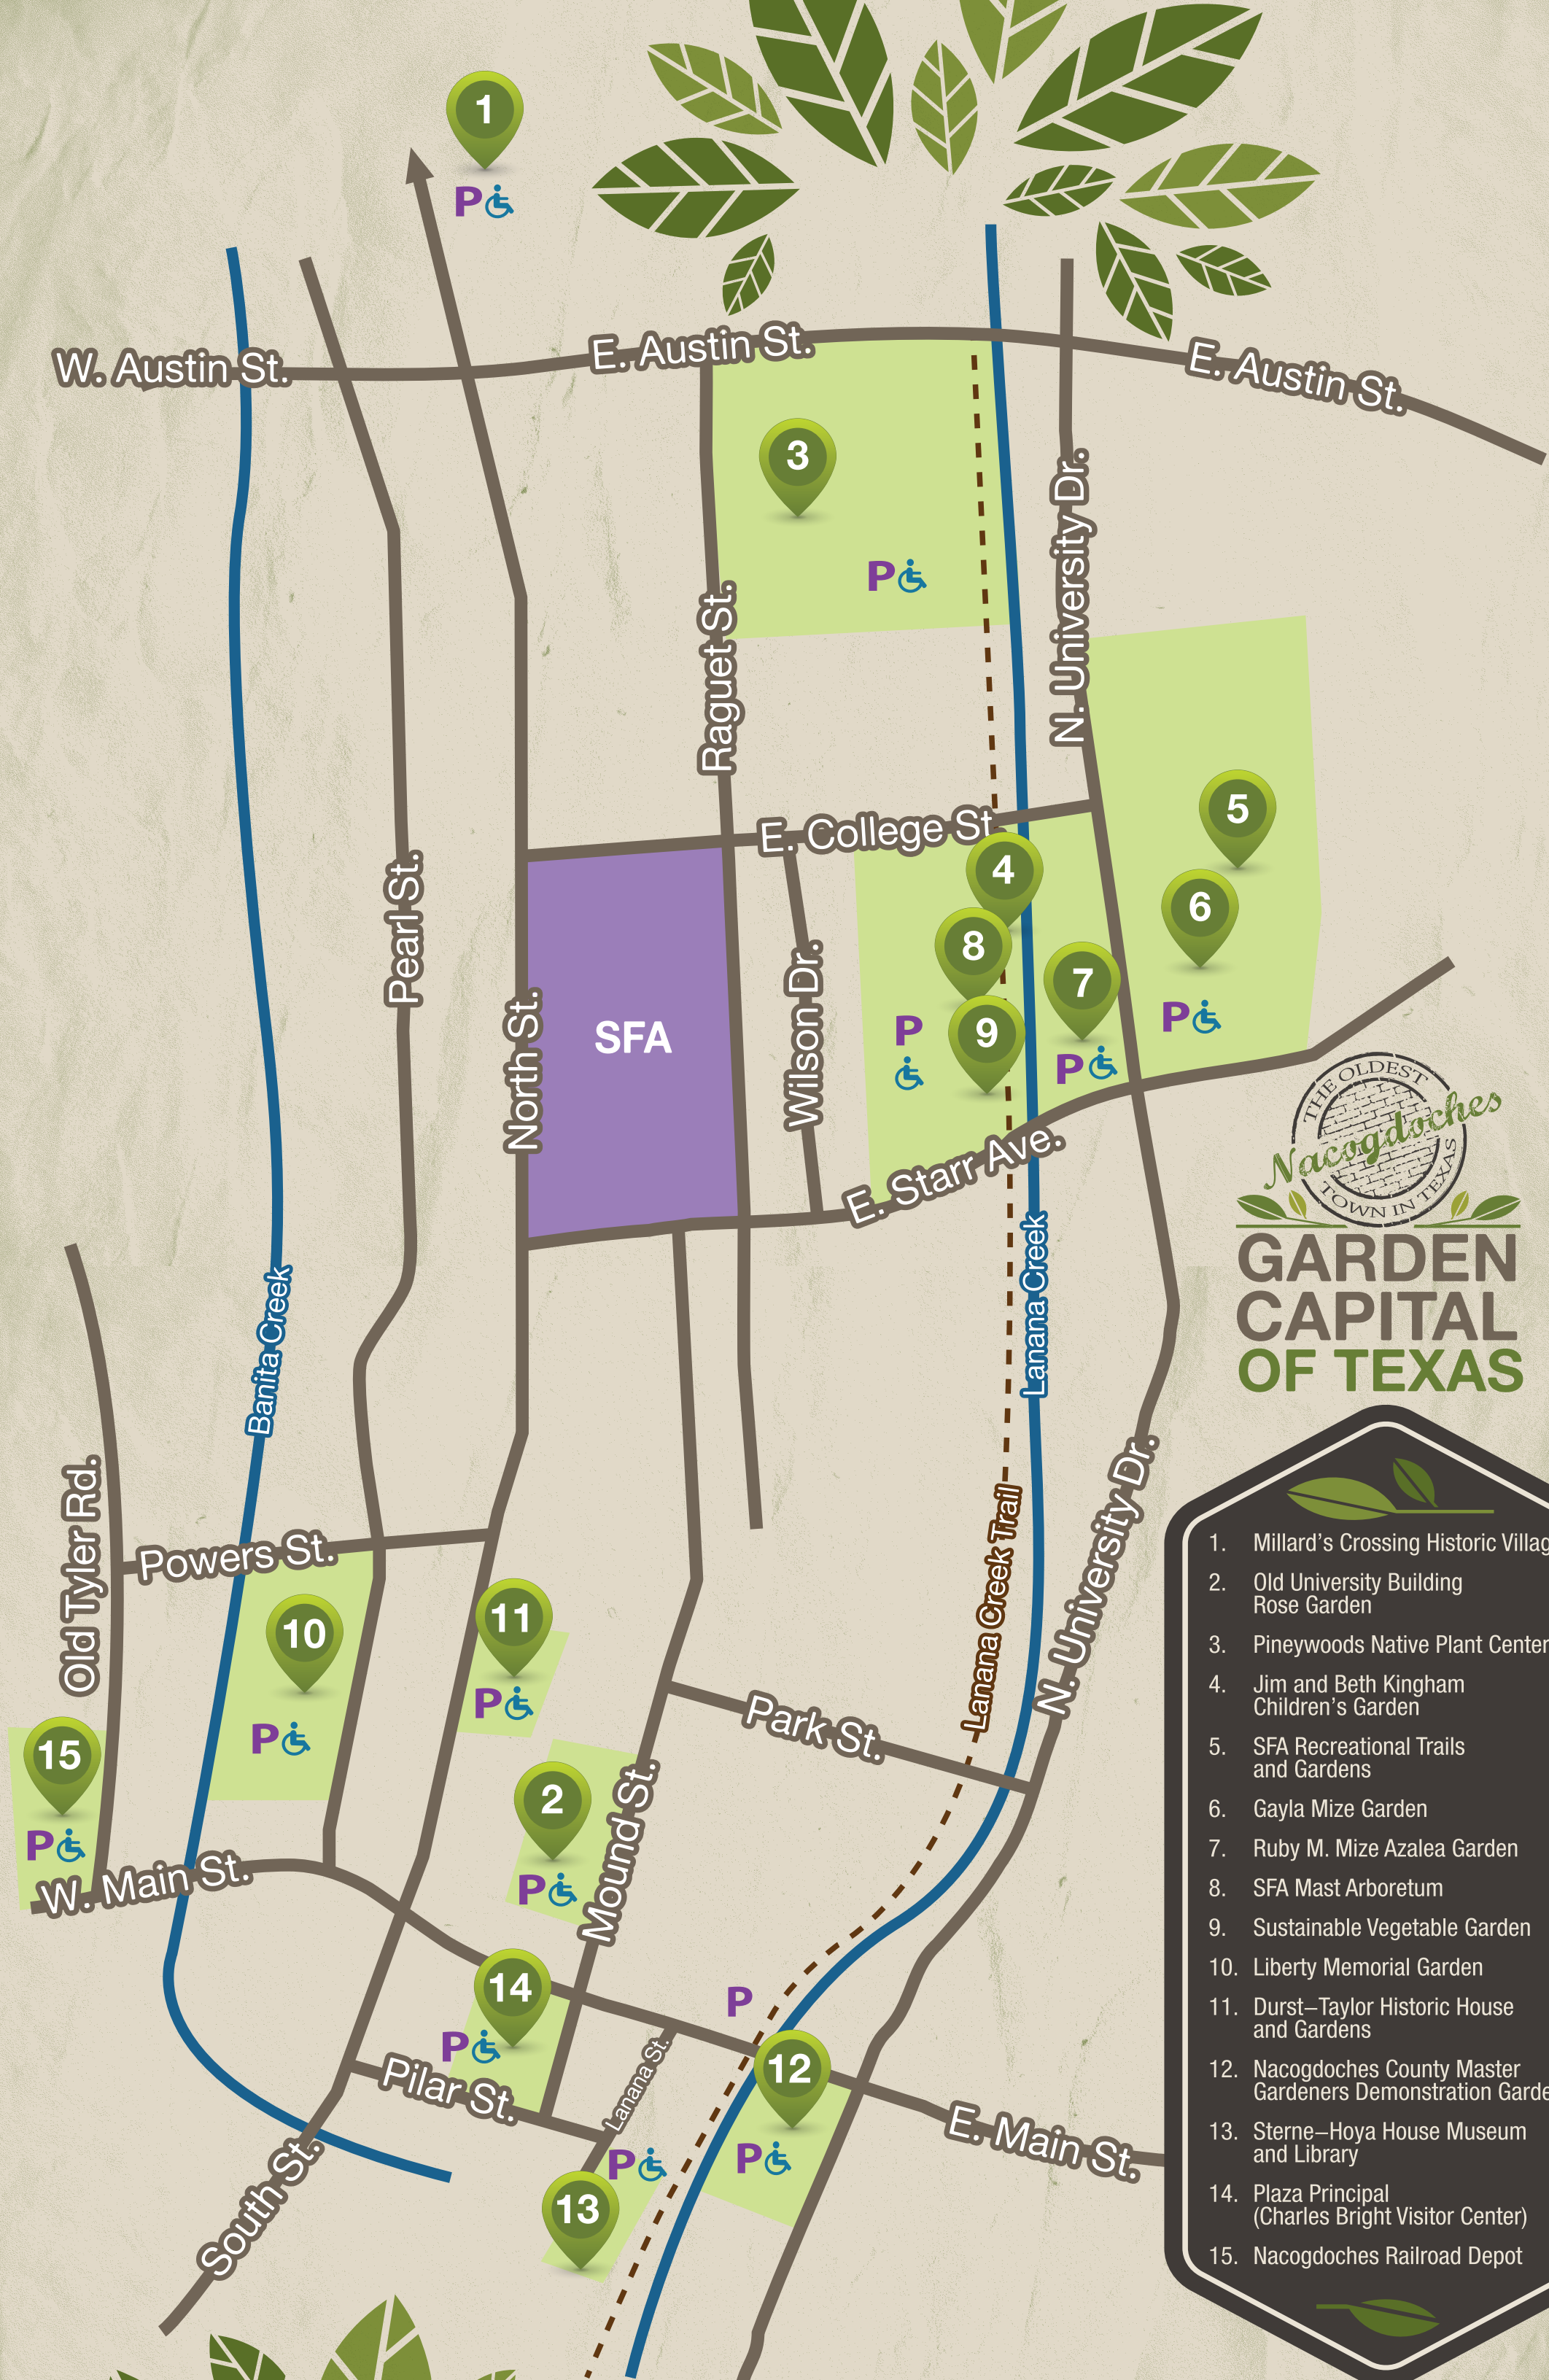 1
P
W. Austin St.
E. Austin St.
E. Austin St.
3
P
N. University Dr.
Raguet St.
5
E. College St.
4
6
8
7
Pearl St.
North St.
SFA
Wilson Dr.
P
9
P
P
E. Starr Ave.
THE OLDEST
Nacogdoches
TOWN IN TEXAS
GARDEN
CAPITAL
OF TEXAS
Banita Creek
Lanana Creek
Old Tyler Rd.
Powers St.
10
11
P
P
Lanana Creek Trail
N. University Dr.
Park St.
15
P
2
P
Mound St.
W. Main St.
14
P
P
12
P
Pilar St.
Lanana St.
E. Main St.
P
13
South St.
1. Millard's Crossing Historic Villag
2. Old University Building
Rose Garden
3. Pineywoods Native Plant Center
4. Jim and Beth Kingham
Children's Garden
5. SFA Recreational Trails
and Gardens
6. Gayla Mize Garden
7. Ruby M. Mize Azalea Garden
8. SFA Mast Arboretum
9. Sustainable Vegetable Garden
10. Liberty Memorial Garden
11. Durst–Taylor Historic House
and Gardens
12. Nacogdoches County Master
Gardeners Demonstration Garde
13. Sterne–Hoya House Museum
and Library
14. Plaza Principal
(Charles Bright Visitor Center)
15. Nacogdoches Railroad Depot